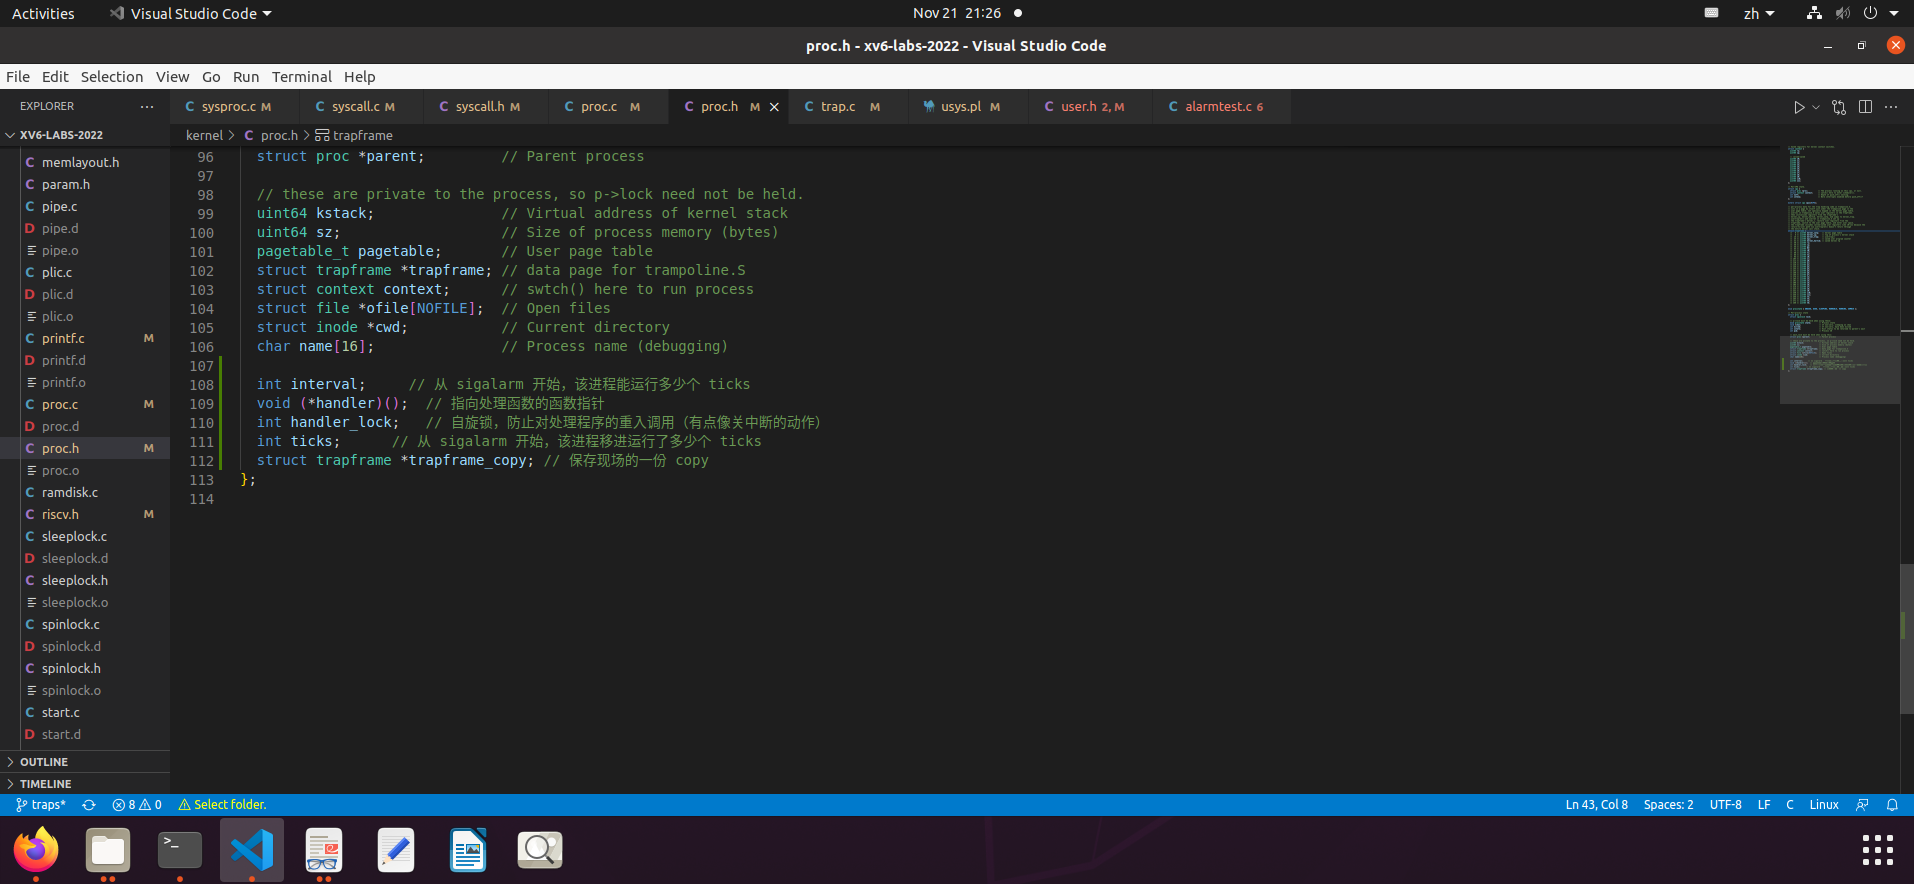 Activities
Visual Studio Code
Nov 21 21:26
zh
proc.h - xv6-labs-2022 - Visual Studio Code
File Edit Selection View Go Run Terminal Help
EXPLORER
sysproc.c M
syscall.c M
syscall.h M
proc.c M
proc.h M
trap.c M
usys.pl M
user.h 2, M
alarmtest.c 6
XV6-LABS-2022
kernel > C proc.h > trapframe
memlayout.h
param.h
pipe.c
pipe.d
pipe.o
plic.c
plic.d
plic.o
printf.c M
printf.d
printf.o
proc.c M
proc.d
proc.h M
proc.o
ramdisk.c
riscv.h M
sleeplock.c
sleeplock.d
sleeplock.h
sleeplock.o
spinlock.c
spinlock.d
spinlock.h
spinlock.o
start.c
start.d
OUTLINE
TIMELINE
96 struct proc *parent; // Parent process
97
98 // these are private to the process, so p->lock need not be held.
99 uint64 kstack; // Virtual address of kernel stack
100 uint64 sz; // Size of process memory (bytes)
101 pagetable_t pagetable; // User page table
102 struct trapframe *trapframe; // data page for trampoline.S
103 struct context context; // swtch() here to run process
104 struct file *ofile[NOFILE]; // Open files
105 struct inode *cwd; // Current directory
106 char name[16]; // Process name (debugging)
107
108 int interval; // 从 sigalarm 开始，该进程能运行多少个 ticks
109 void (*handler)(); // 指向处理函数的函数指针
110 int handler_lock; // 自旋锁，防止对处理程序的重入调用（有点像关中断的动作）
111 int ticks; // 从 sigalarm 开始，该进程移进运行了多少个 ticks
112 struct trapframe *trapframe_copy; // 保存现场的一份 copy
113 };
114
traps* 8 0 Select folder.
Ln 43, Col 8 Spaces: 2 UTF-8 LF C Linux